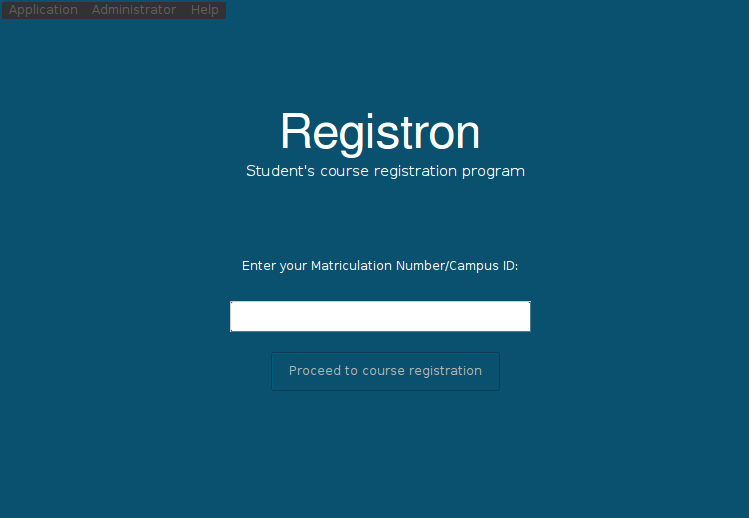 Application Administrator Help
Registron
Student's course registration program
Enter your Matriculation Number/Campus ID:
Proceed to course registration